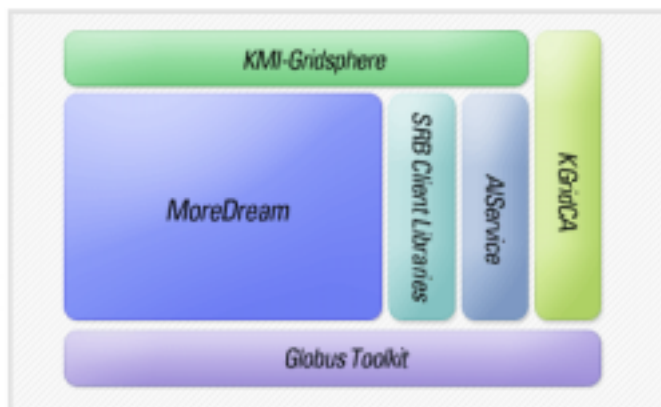 KMI-Gridsphere
MoreDream
SRB Client Libraries
AIService
KGridCA
Globus Toolkit